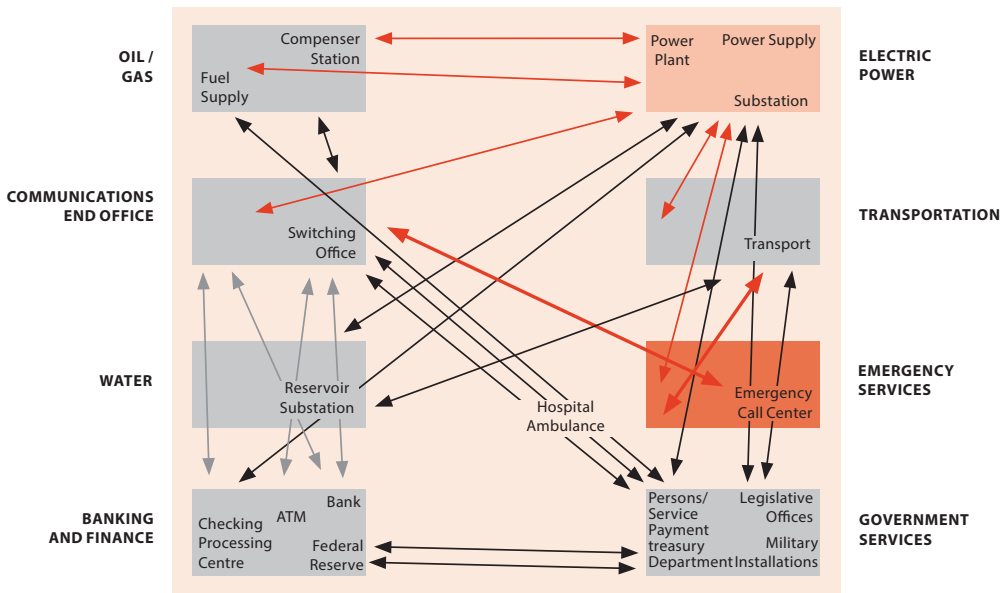 OIL /
GAS
Compenser
Station
Fuel
Supply
Power
Plant
Power Supply
Substation
ELECTRIC
POWER
COMMUNICATIONS
END OFFICE
Switching
Office
Transport
TRANSPORTATION
WATER
Reservoir
Substation
Hospital
Ambulance
Emergency
Call Center
EMERGENCY
SERVICES
BANKING
AND FINANCE
Bank
ATM
Checking
Processing
Centre
Federal
Reserve
Persons/
Service
Payment
treasury
Department
Legislative
Offices
Military
Installations
GOVERNMENT
SERVICES